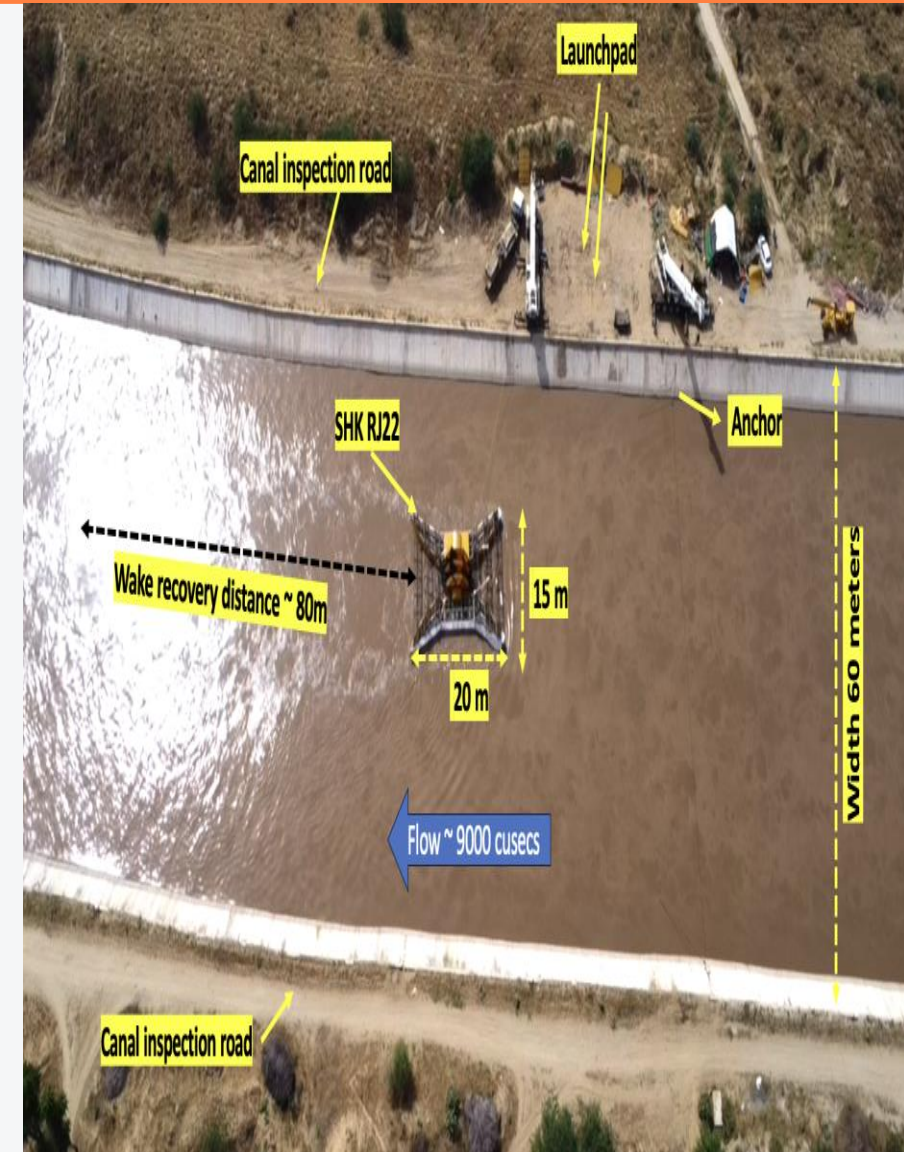 Launchpad
Canal inspection road
SHK RJ22
Anchor
Wake recovery distance ~ 80m
15 m
20 m
Width 60 meters
Flow ~ 9000 cusecs
Canal inspection road